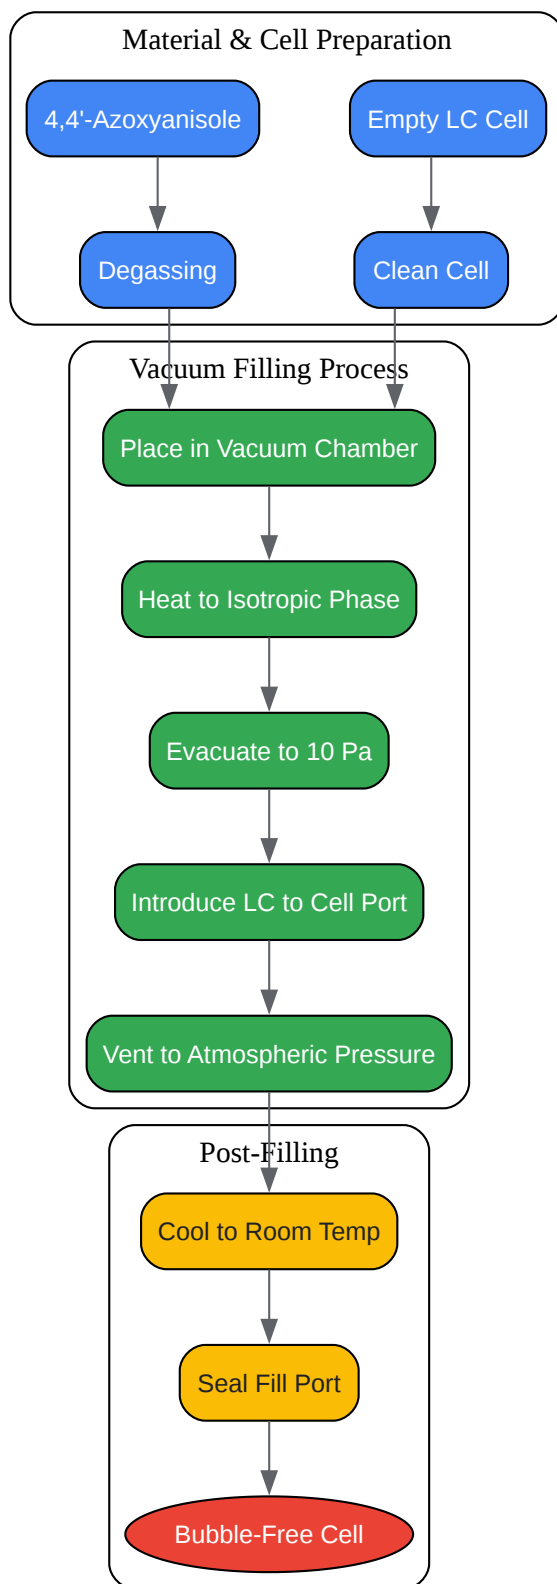 Material & Cell Preparation
4,4'-Azoxyanisole
Empty LC Cell
Degassing
Clean Cell
Vacuum Filling Process
Place in Vacuum Chamber
Heat to Isotropic Phase
Evacuate to 10 Pa
Introduce LC to Cell Port
Vent to Atmospheric Pressure
Post-Filling
Cool to Room Temp
Seal Fill Port
Bubble-Free Cell